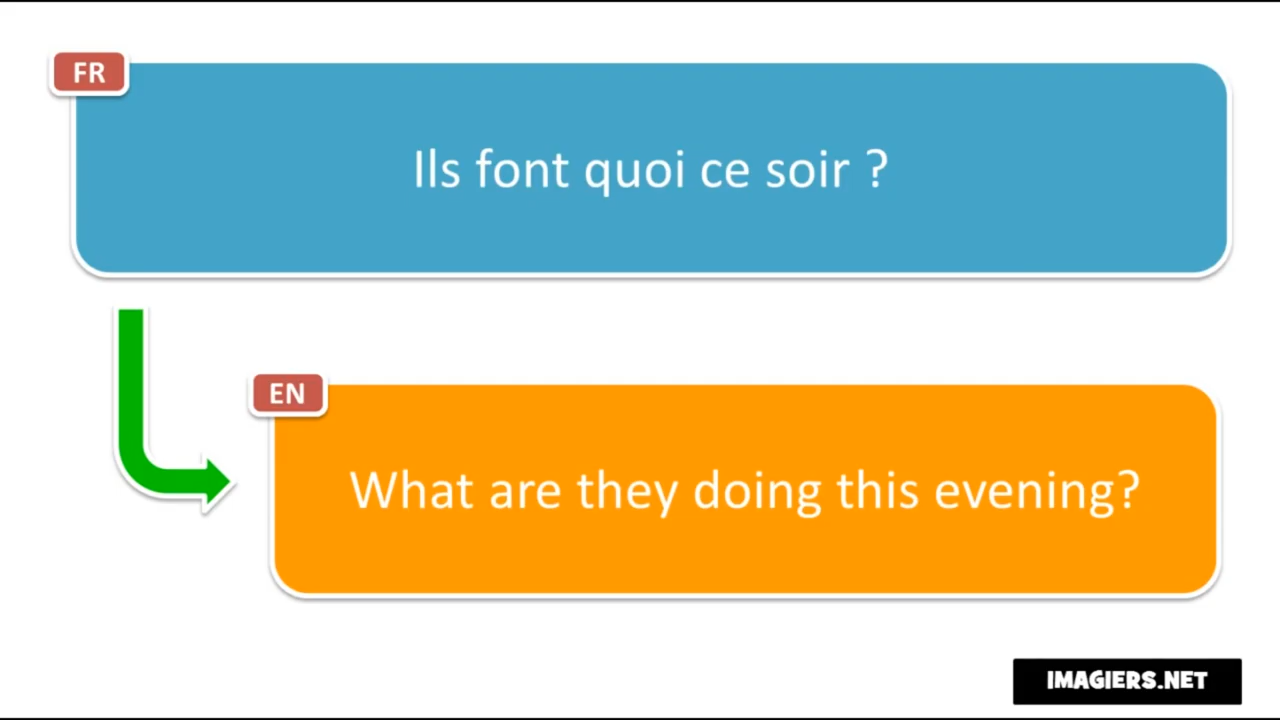 FR
Ils font quoi ce soir ?
EN
What are they doing this evening?
IMAGIERS.NET